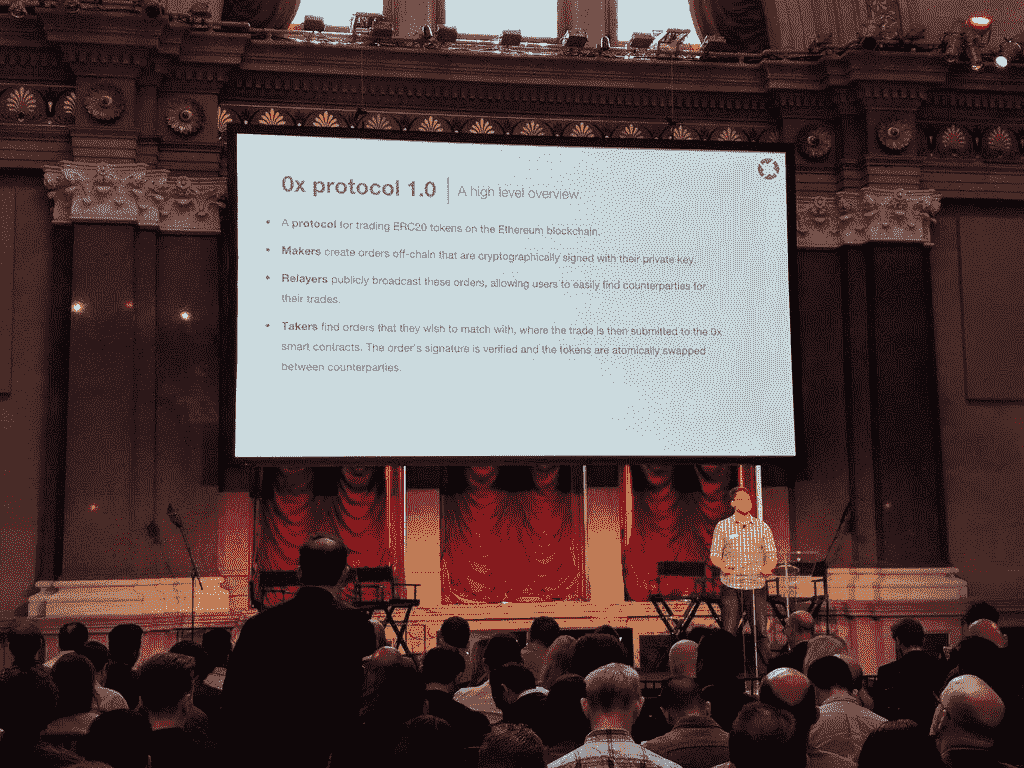 0x protocol 1.0 | A high level overview.
• A protocol for trading ERC20 tokens on the Ethereum blockchain.
• Makers create orders off-chain that are cryptographically signed with their private key.
• Relayers publicly broadcast these orders, allowing users to easily find counterparties for
their trades.
• Takers find orders that they wish to match with, where the trade is then submitted to the 0x
smart contracts. The order's signature is verified and the tokens are atomically swapped
between counterparties.